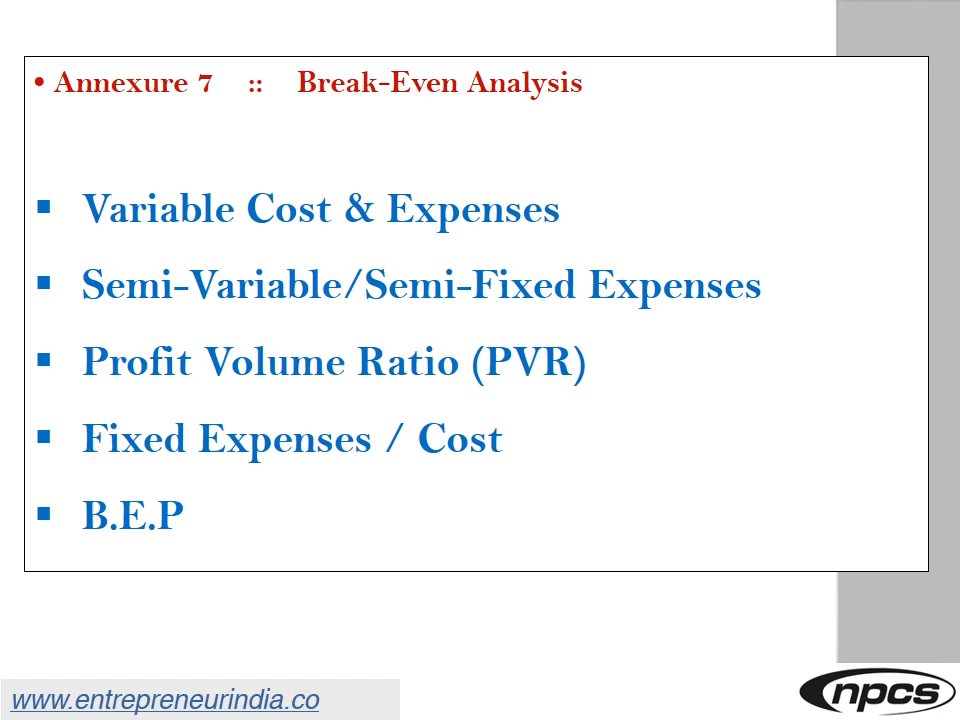 • Annexure 7 :: Break-Even Analysis
▪ Variable Cost & Expenses
▪ Semi-Variable/Semi-Fixed Expenses
▪ Profit Volume Ratio (PVR)
▪ Fixed Expenses / Cost
▪ B.E.P
www.entrepreneurindia.co
npcs